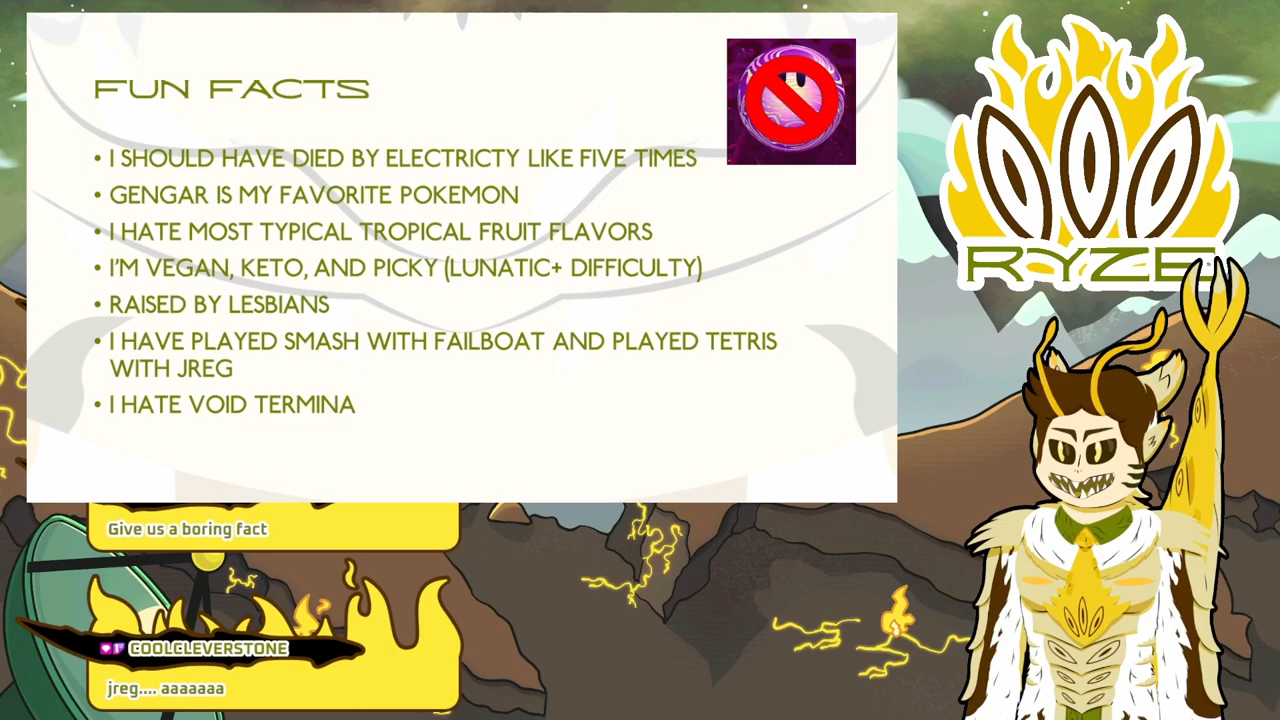 FUN FACTS
• I SHOULD HAVE DIED BY ELECTRICTY LIKE FIVE TIMES
• GENGAR IS MY FAVORITE POKEMON
• I HATE MOST TYPICAL TROPICAL FRUIT FLAVORS
• I'M VEGAN, KETO, AND PICKY (LUNATIC+ DIFFICULTY)
• RAISED BY LESBIANS
• I HAVE PLAYED SMASH WITH FAILBOAT AND PLAYED TETRIS
WITH JREG
• I HATE VOID TERMINA
RYZE
Give us a boring fact
COOLCLEVERSTONE
jreg.... aaaaaaa